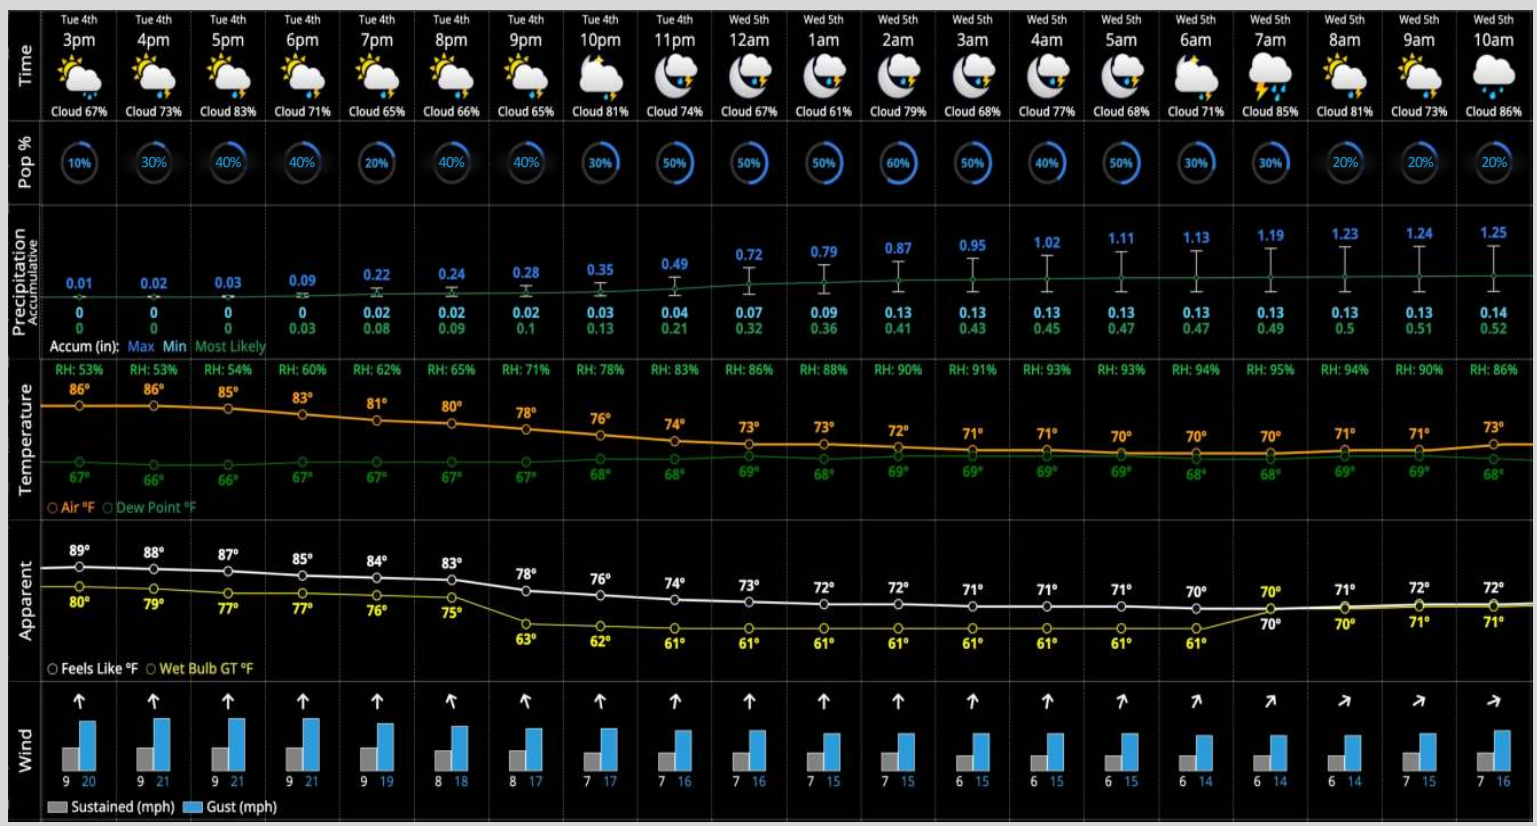 Time
Tue 4th Tue 4th Tue 4th Tue 4th Tue 4th Tue 4th Tue 4th Tue 4th Tue 4th Wed 5th Wed 5th Wed 5th Wed 5th Wed 5th Wed 5th Wed 5th Wed 5th Wed 5th Wed 5th Wed 5th
3pm 4pm 5pm 6pm 7pm 8pm 9pm 10pm 11pm 12am 1am 2am 3am 4am 5am 6am 7am 8am 9am 10am
Cloud 67% Cloud 73% Cloud 83% Cloud 71% Cloud 65% Cloud 66% Cloud 65% Cloud 81% Cloud 74% Cloud 67% Cloud 61% Cloud 79% Cloud 68% Cloud 77% Cloud 68% Cloud 71% Cloud 85% Cloud 81% Cloud 73% Cloud 86%
Pop %
10% 30% 40% 40% 20% 40% 40% 30% 50% 50% 50% 60% 50% 40% 50% 30% 30% 20% 20% 20%
Precipitation
Accumulative
0.01 0.02 0.03 0.09 0.22 0.24 0.28 0.35 0.49 0.72 0.79 0.87 0.95 1.02 1.11 1.13 1.19 1.23 1.24 1.25
0 0 0 0 0.02 0.02 0.02 0.03 0.04 0.07 0.09 0.13 0.13 0.13 0.13 0.13 0.13 0.13 0.13 0.14
0 0 0 0.03 0.08 0.09 0.1 0.13 0.21 0.32 0.36 0.41 0.43 0.45 0.47 0.47 0.49 0.5 0.51 0.52
Accum (in): Max Min Most Likely
Temperature
RH: 53% RH: 53% RH: 54% RH: 60% RH: 62% RH: 65% RH: 71% RH: 78% RH: 83% RH: 86% RH: 88% RH: 90% RH: 91% RH: 93% RH: 93% RH: 94% RH: 95% RH: 94% RH: 90% RH: 86%
86° 86° 85° 83° 81° 80° 78° 76° 74° 73° 73° 72° 71° 71° 70° 70° 70° 71° 71° 73°
67° 66° 66° 67° 67° 67° 67° 68° 68° 69° 68° 69° 69° 69° 69° 68° 68° 69° 69° 68°
Air °F Dew Point °F
Apparent
89° 88° 87° 85° 84° 83° 78° 76° 74° 73° 72° 72° 71° 71° 71° 70° 70° 71° 72° 72°
80° 79° 77° 77° 76° 75° 63° 62° 61° 61° 61° 61° 61° 61° 61° 61° 70° 70° 71° 71°
Feels Like °F Wet Bulb GT °F
Wind
9 20 9 21 9 21 9 21 9 19 8 18 8 17 7 17 7 16 7 16 7 15 7 15 6 15 6 15 6 15 6 14 6 14 6 14 7 15 7 16
Sustained (mph) Gust (mph)